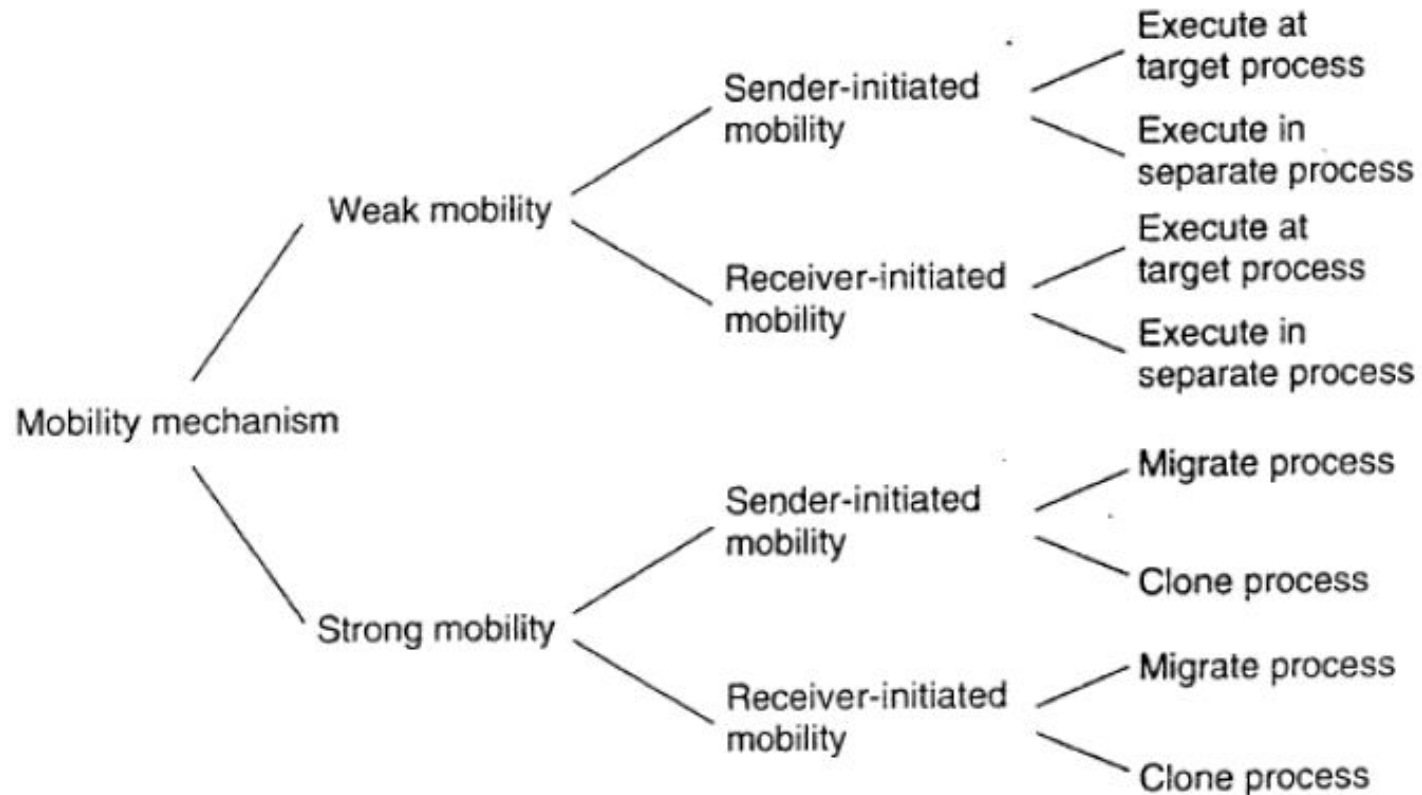 Execute at
target process
Sender-initiated
mobility
Execute in
separate process
Weak mobility
Execute at
target process
Receiver-initiated
mobility
Execute in
separate process
Mobility mechanism
Migrate process
Sender-initiated
mobility
Clone process
Strong mobility
Migrate process
Receiver-initiated
mobility
Clone process